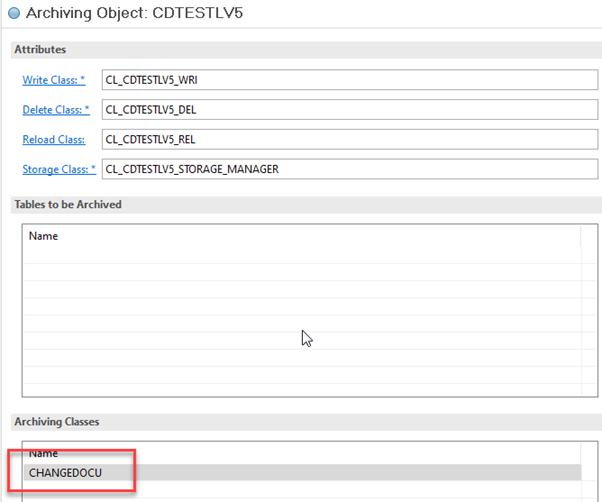 Archiving Object: CDTESTLV5
Attributes
Write Class: * CL_CDTESTLV5_WRI
Delete Class: * CL_CDTESTLV5_DEL
Reload Class: CL_CDTESTLV5_REL
Storage Class: * CL_CDTESTLV5_STORAGE_MANAGER
Tables to be Archived
Name
Archiving Classes
Name
CHANGEDOCU